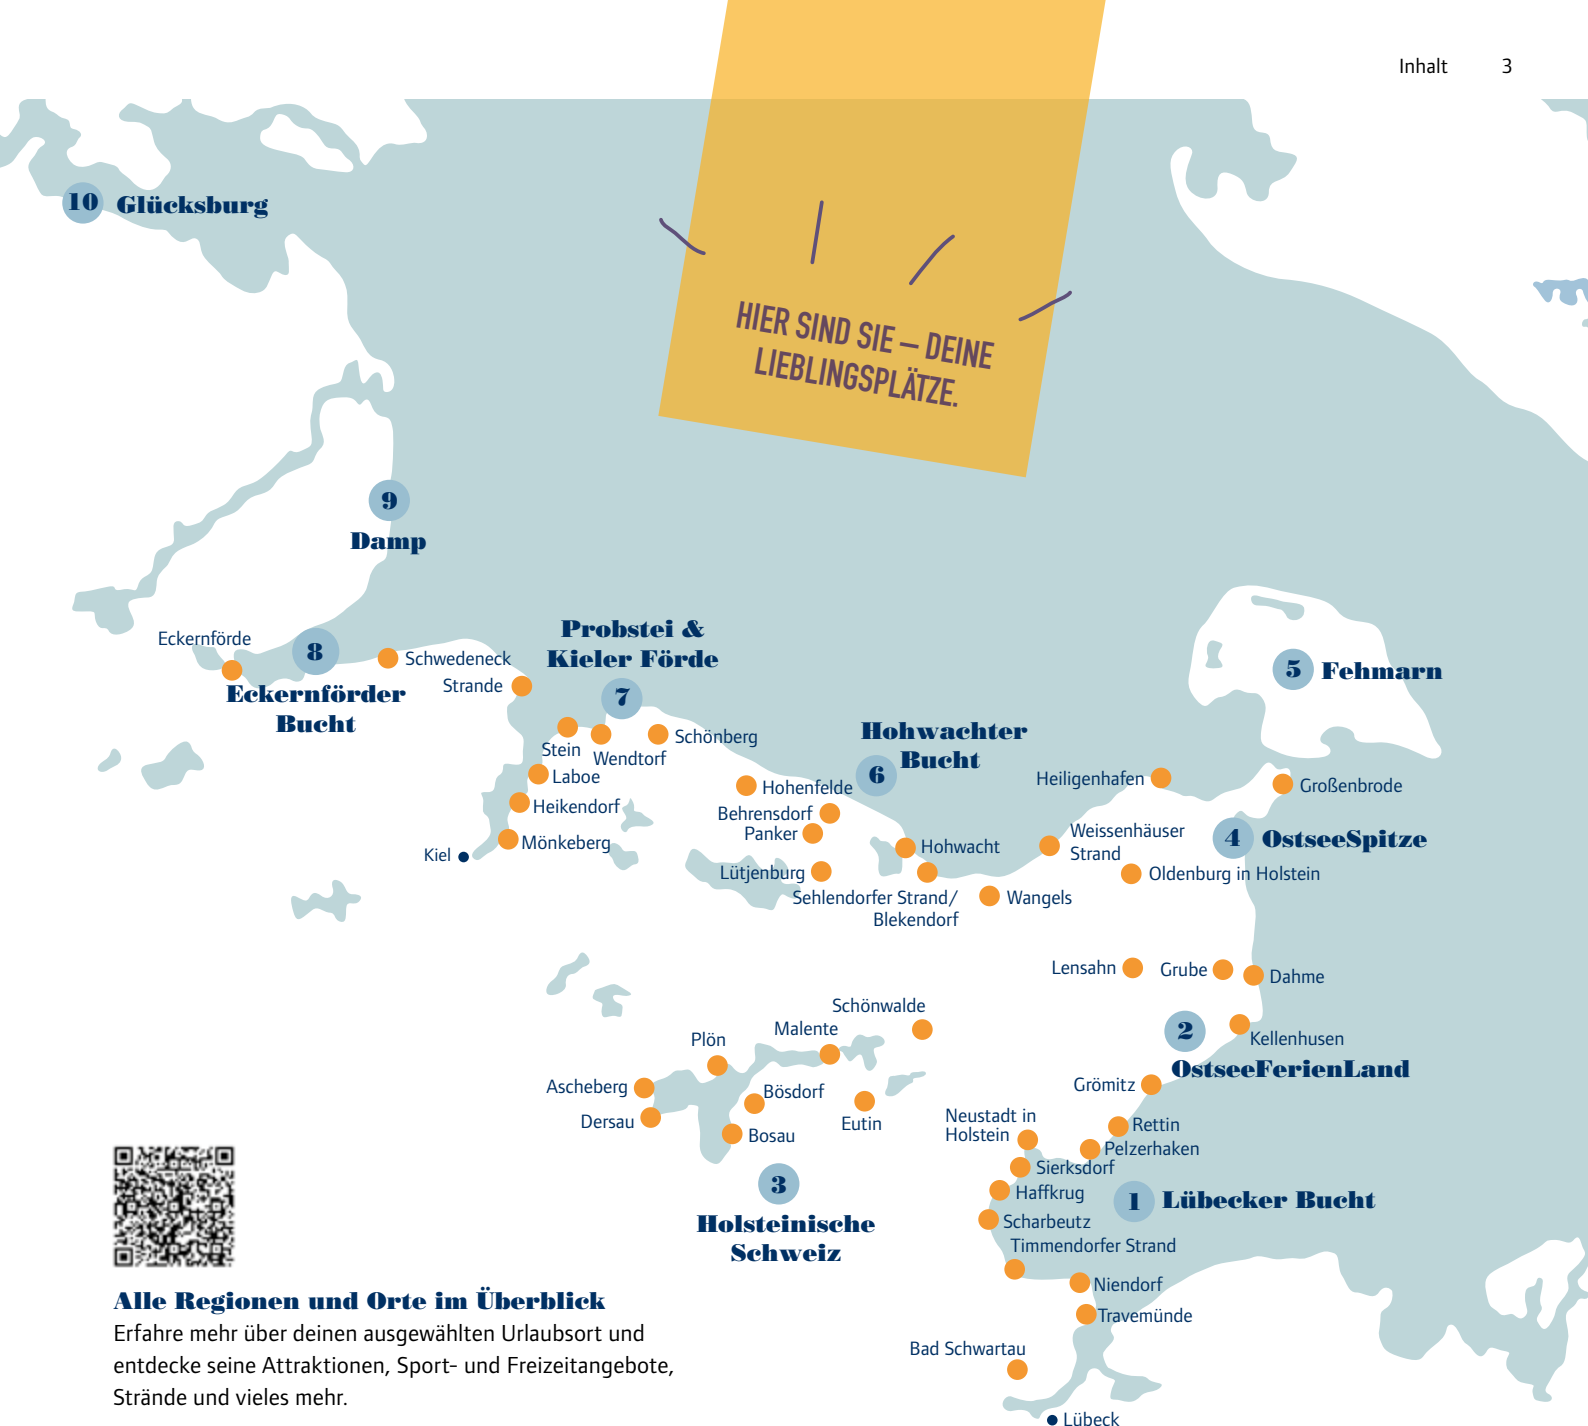 Inhalt 3
HIER SIND SIE – DEINE
LIEBLINGSPLÄTZE.
10 Glücksburg
9
Damp
Eckernförde
8
Schwedeneck
Eckernförder
Bucht
Strande
Probstei &
Kieler Förde
7
Stein
Wendtorf
Schönberg
Laboe
Heikendorf
Mönkeberg
Kiel
5 Fehmarn
Hohwachter
Bucht
6
Hohenfelde
Behrensdorf
Panker
Lütjenburg
Hohwacht
Sehlendorfer Strand/
Blekendorf
Wangels
Heiligenhafen
Großenbrode
Weissenhäuser
Strand
4 OstseeSpitze
Oldenburg in Holstein
Lensahn
Grube
Dahme
2
Kellenhusen
OstseeFerienLand
Grömitz
Schönwalde
Malente
Plön
Ascheberg
Bösdorf
Dersau
Eutin
Bosau
3
Holsteinische
Schweiz
Neustadt in
Holstein
Rettin
Pelzerhaken
Sierksdorf
Haffkrug
1 Lübecker Bucht
Scharbeutz
Timmendorfer Strand
Niendorf
Travemünde
Bad Schwartau
Lübeck
Alle Regionen und Orte im Überblick
Erfahre mehr über deinen ausgewählten Urlaubsort und
entdecke seine Attraktionen, Sport- und Freizeitangebote,
Strände und vieles mehr.